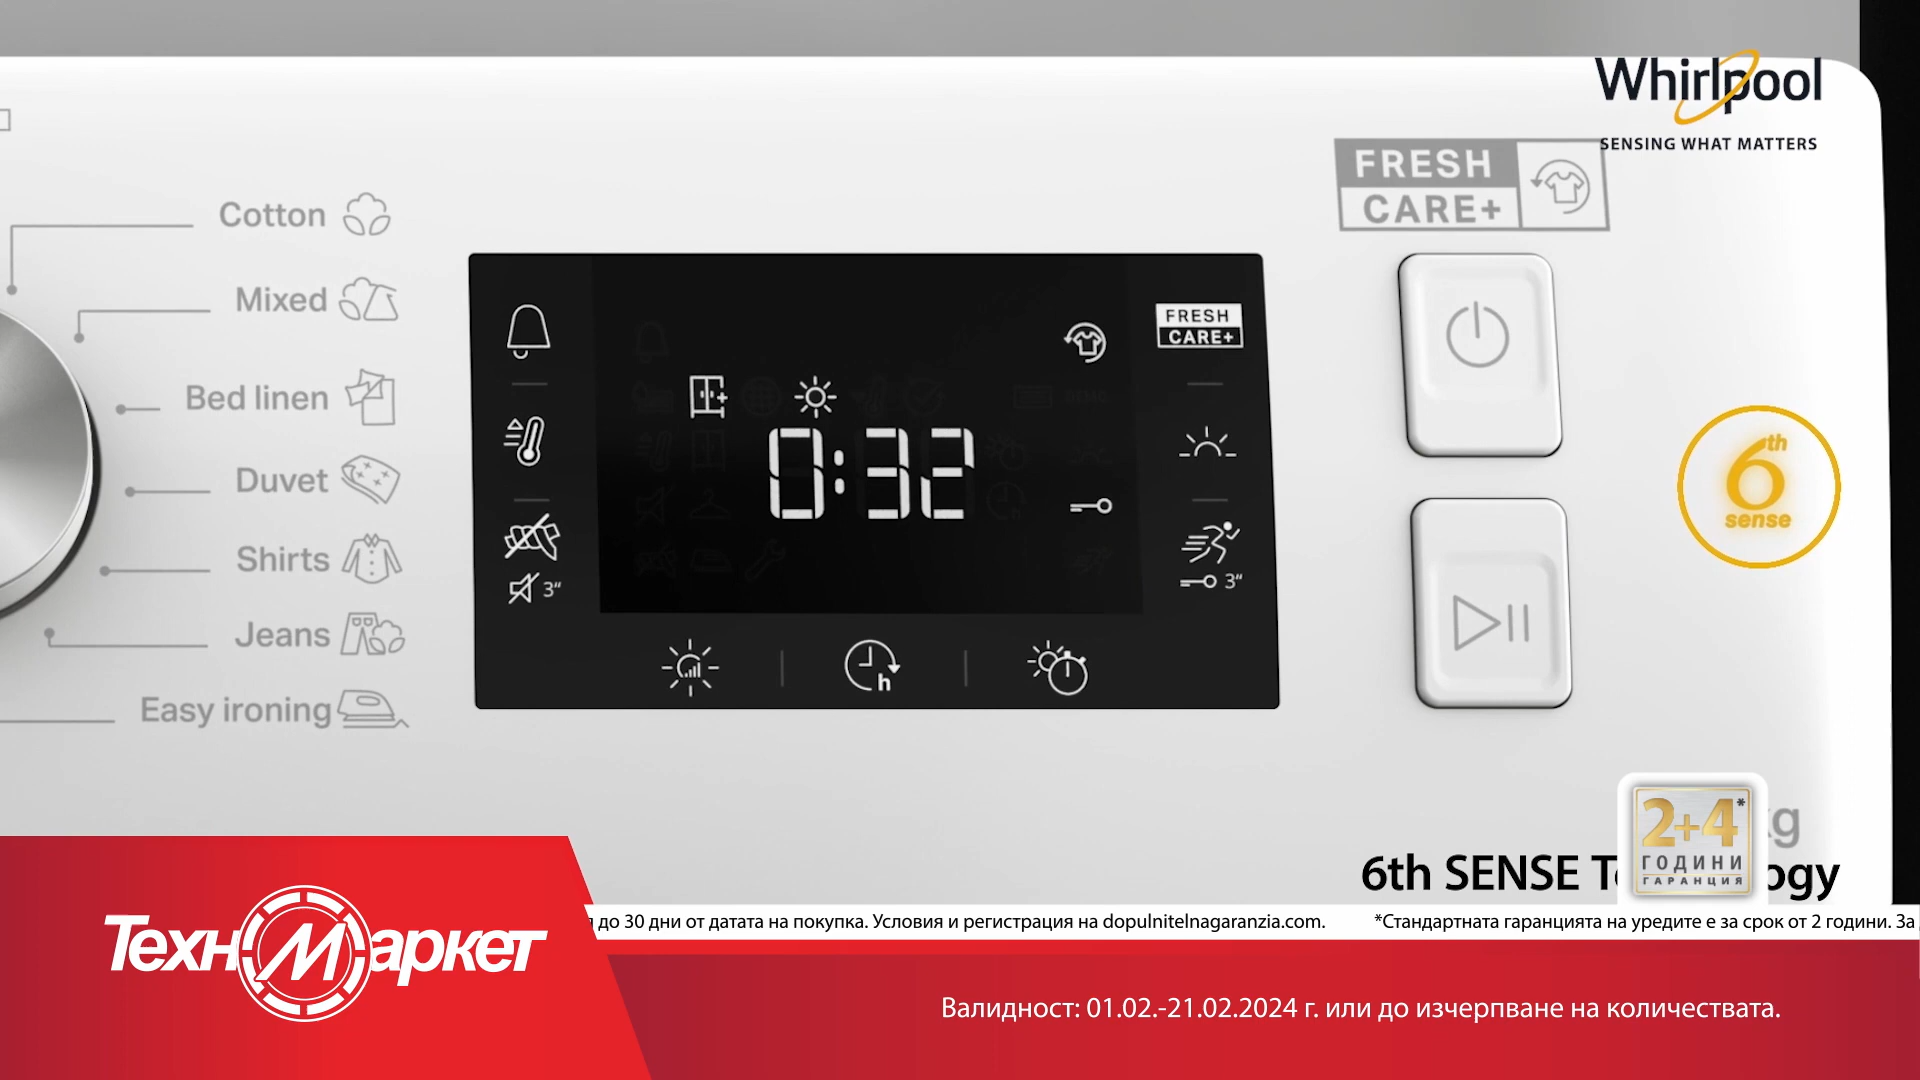 Whirlpool
SENSING WHAT MATTERS
FRESH
CARE+
Cotton
Mixed
Bed linen
Duvet
Shirts
Jeans
Easy ironing
FRESH
CARE+
0:32
3"
3"
h
6th
sense
2+4*
ГОДИНИ
ГАРАНЦИЯ
6th SENSE
ТехноМаркет
до 30 дни от датата на покупка. Условия и регистрация на dopulnitelnagaranzia.com. *Стандартната гаранцията на уредите е за срок от 2 години. За
Валидност: 01.02.-21.02.2024 г. или до изчерпване на количествата.